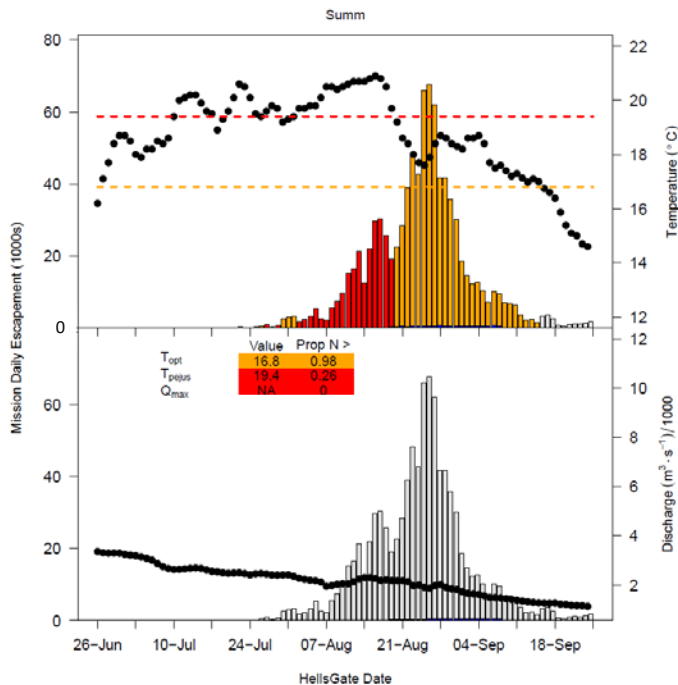 Summ
80
60
40
20
0
22
20
18
16
14
12
Temperature (°C)
Mission Daily Escapement (1000s)
Value Prop N >
Topt 16.8 0.98
Tpejus 19.4 0.26
Qmax NA 0
60
40
20
0
12
10
8
6
4
2
Discharge (m³·s⁻¹)/1000
26−Jun 10−Jul 24−Jul 07−Aug 21−Aug 04−Sep 18−Sep
HellsGate Date